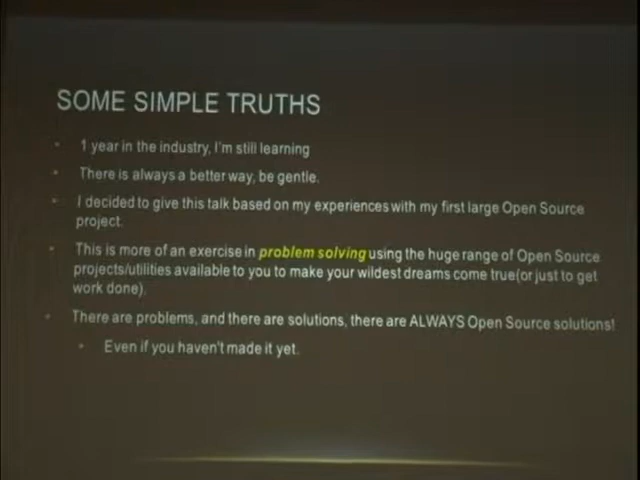 SOME SIMPLE TRUTHS
1 year in the industry, I'm still learning
There is always a better way, be gentle.
I decided to give this talk based on my experiences with my first large Open Source
project.
This is more of an exercise in problem solving using the huge range of Open Source
projects/utilities available to you to make your wildest dreams come true(or just to get
work done).
There are problems, and there are solutions, there are ALWAYS Open Source solutions!
Even if you haven't made it yet.